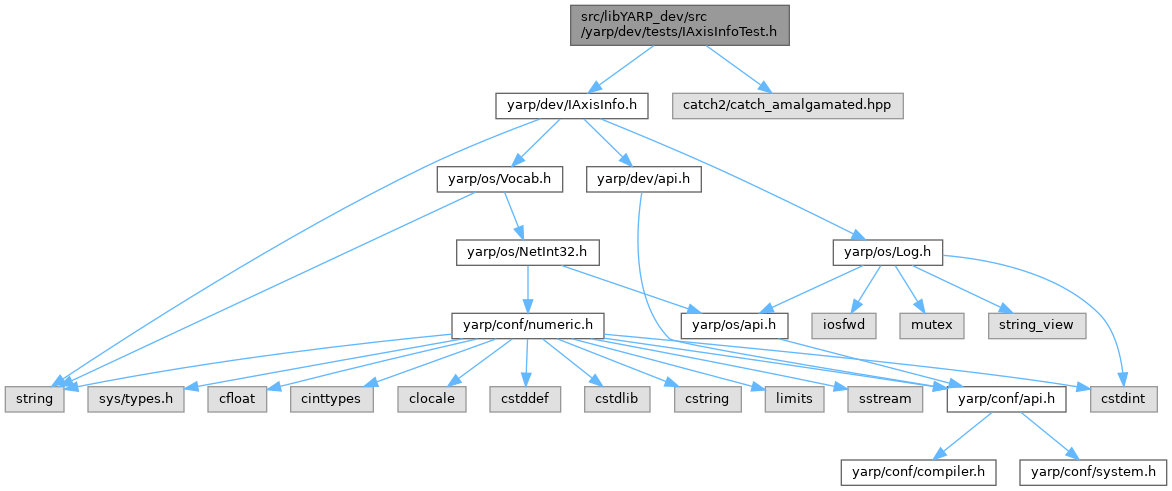 src/libYARP_dev/src
/yarp/dev/tests/IAxisInfoTest.h
yarp/dev/IAxisInfo.h
catch2/catch_amalgamated.hpp
yarp/os/Vocab.h
yarp/dev/api.h
yarp/os/NetInt32.h
yarp/os/Log.h
yarp/conf/numeric.h
yarp/os/api.h
iosfwd
mutex
string_view
string
sys/types.h
cfloat
cinttypes
clocale
cstddef
cstdlib
cstring
limits
sstream
yarp/conf/api.h
cstdint
yarp/conf/compiler.h
yarp/conf/system.h